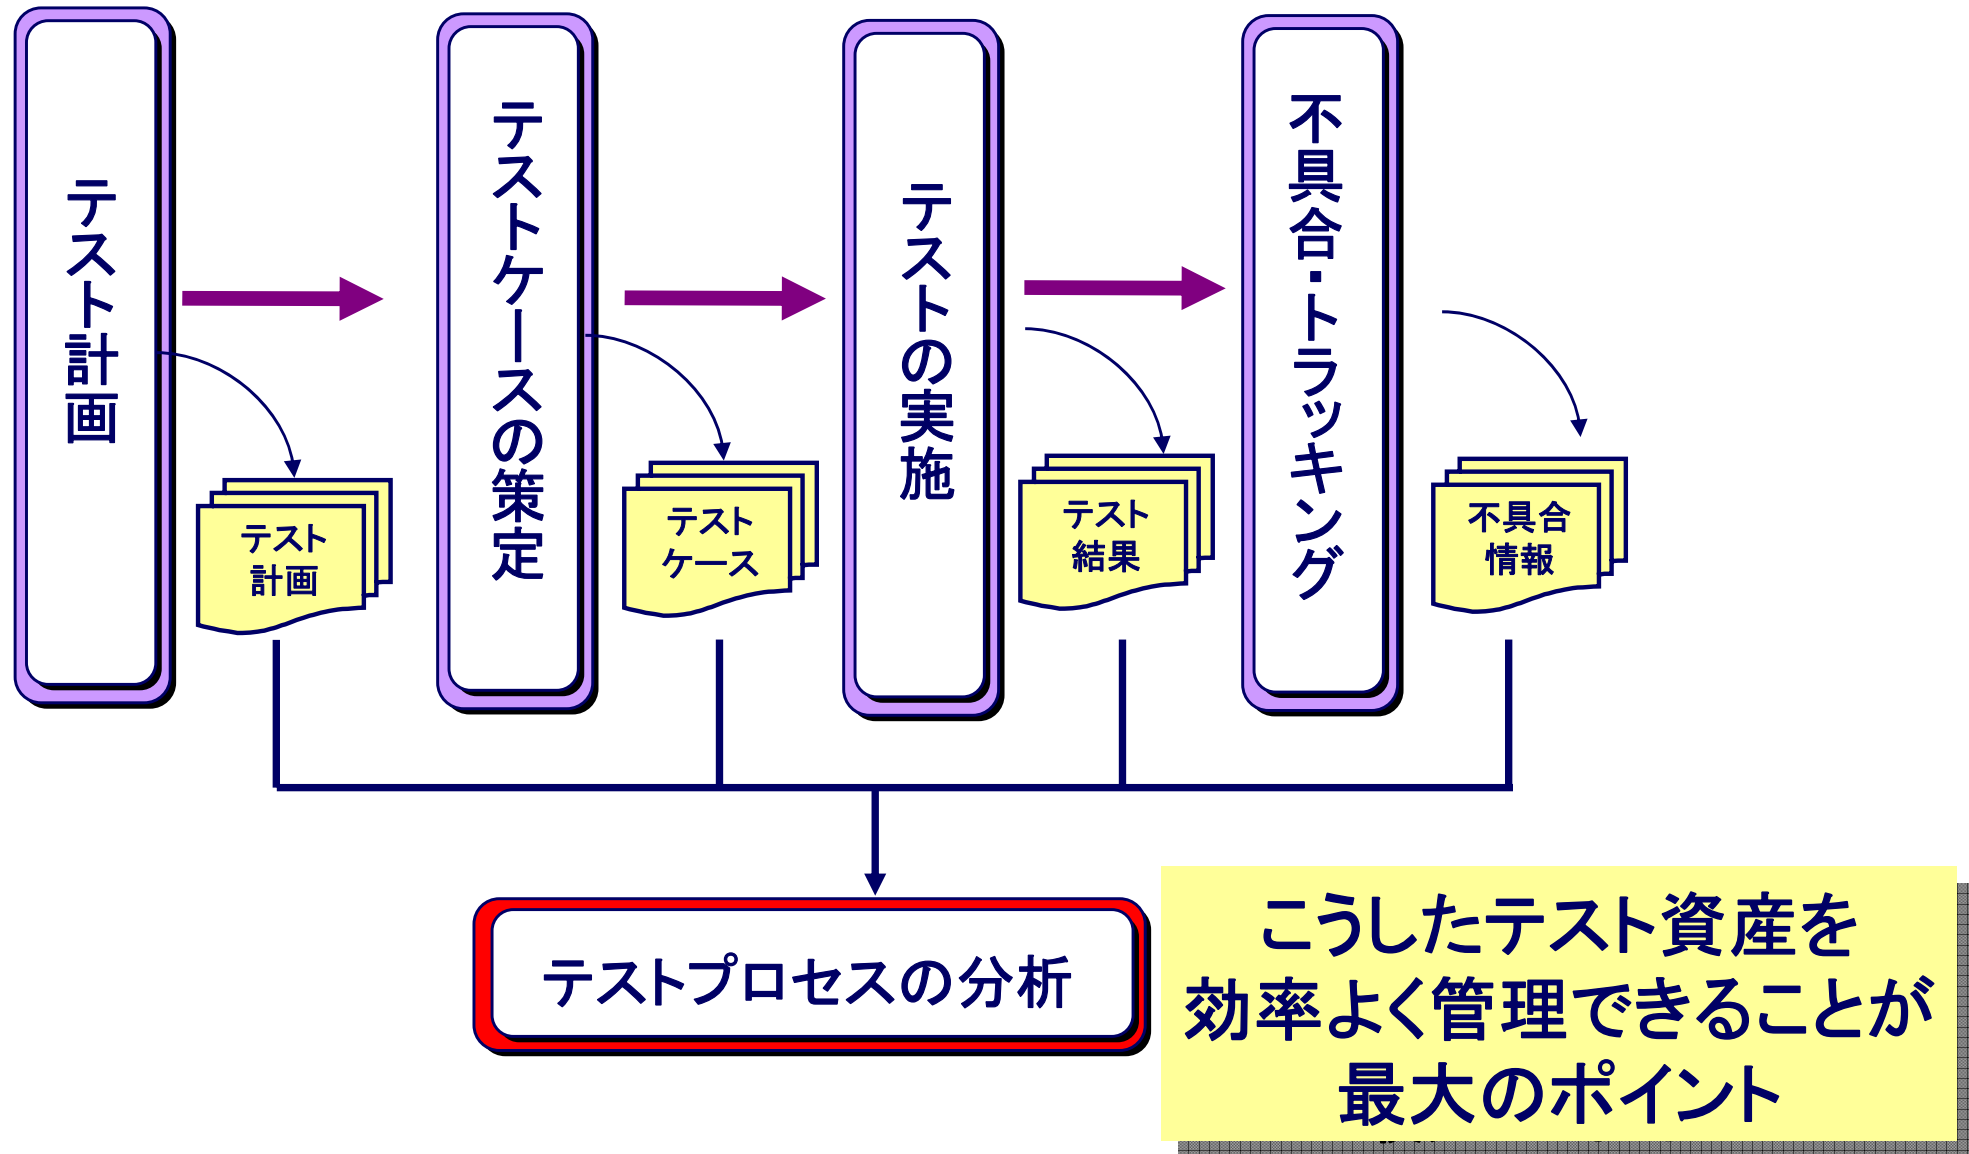 テスト計画
テストケースの策定
テストの実施
不具合・トラッキング
テスト
計画
テスト
ケース
テスト
結果
不具合
情報
テストプロセスの分析
こうしたテスト資産を
効率よく管理できることが
最大のポイント